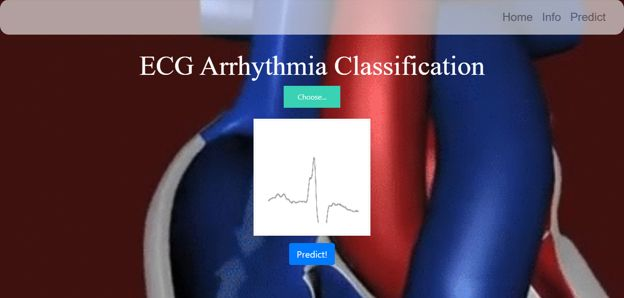 Home Info Predict
ECG Arrhythmia Classification
Choose...
Predict!